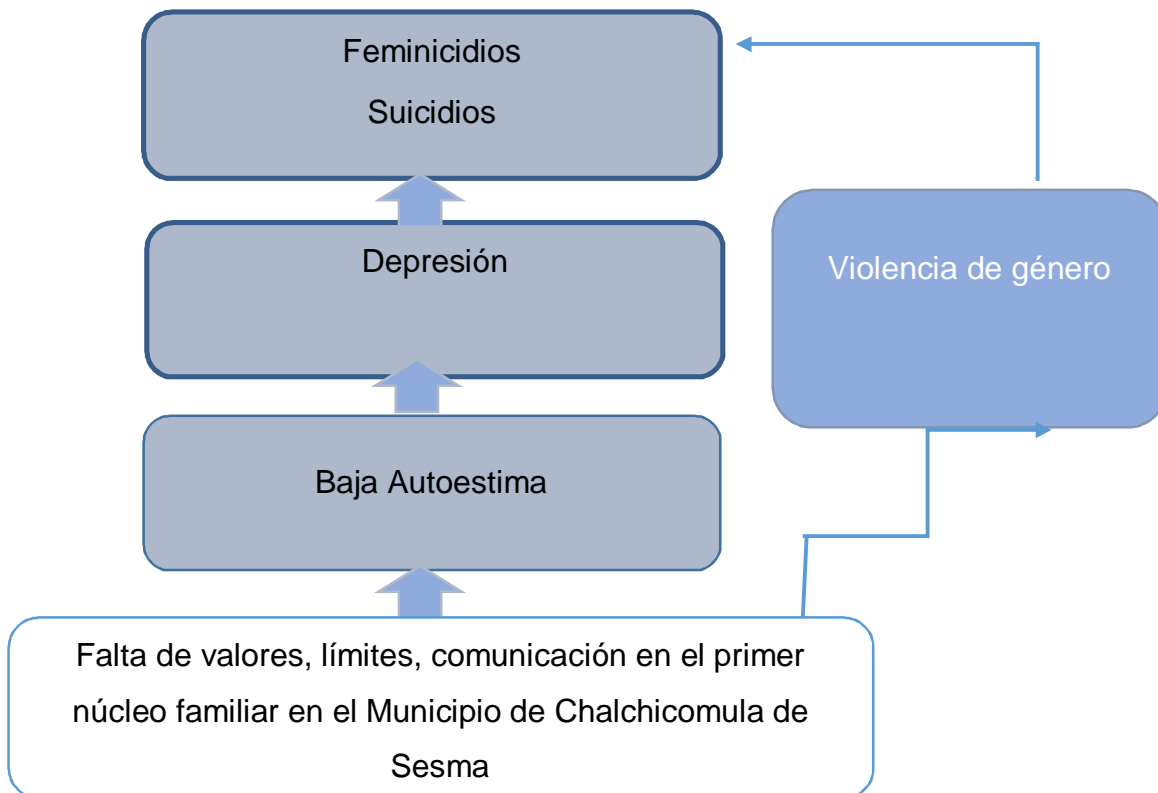 Feminicidios
Suicidios
Depresión
Violencia de género
Baja Autoestima
Falta de valores, límites, comunicación en el primer
núcleo familiar en el Municipio de Chalchicomula de
Sesma